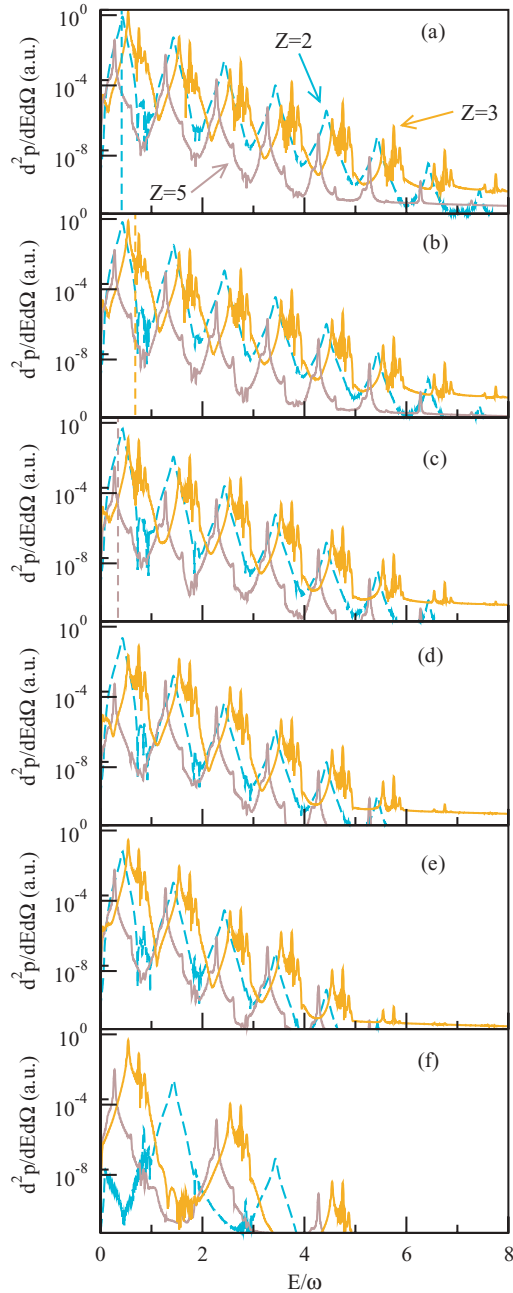 10^0
(a)
Z=2
10^-4
Z=3
10^-8
Z=5
d^2p/dEdΩ (a.u.)
10^0
(b)
10^-4
10^-8
d^2p/dEdΩ (a.u.)
10^0
(c)
10^-4
10^-8
d^2p/dEdΩ (a.u.)
10^0
(d)
10^-4
10^-8
d^2p/dEdΩ (a.u.)
10^0
(e)
10^-4
10^-8
d^2p/dEdΩ (a.u.)
10^0
(f)
10^-4
10^-8
d^2p/dEdΩ (a.u.)
0 2 4 6 8
E/ω